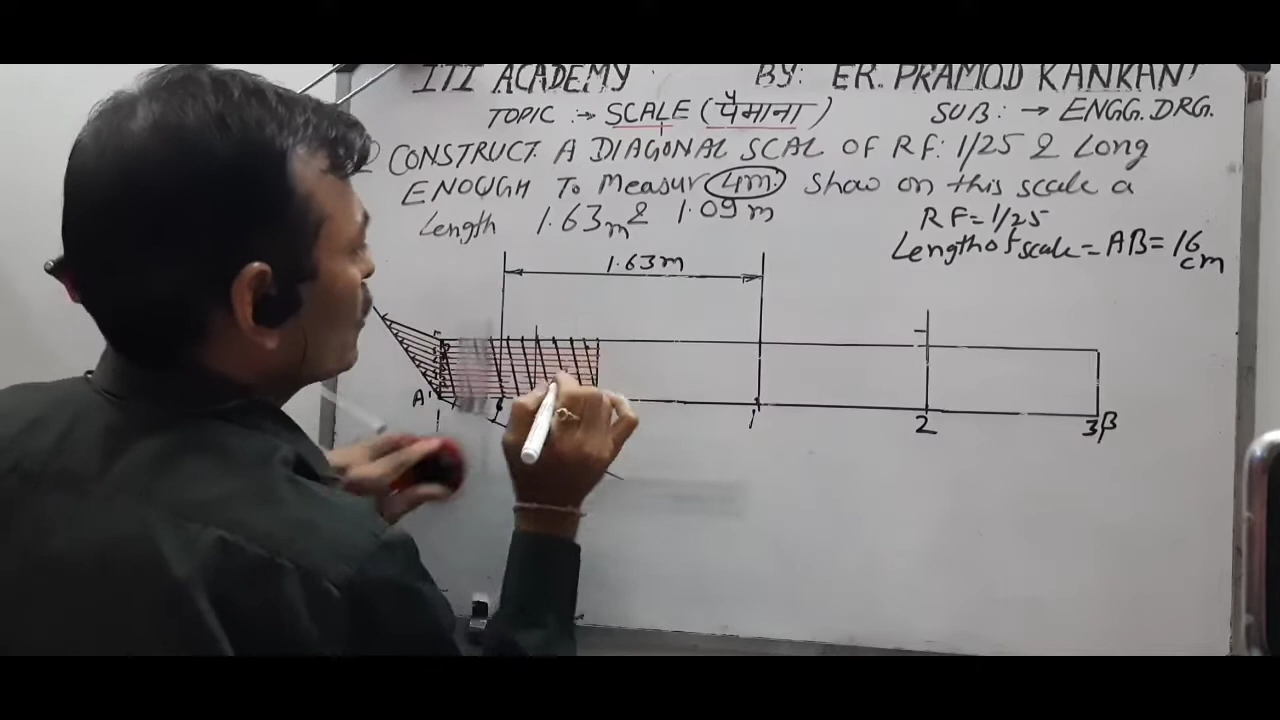 ITI ACADEMY. BY: ER. PRAMOD KANKANI
TOPIC :→ SCALE (पैमाना) SUB: → ENGG. DRG.
CONSTRUCT. A DIAGONAL SCAL OF RF: 1/25 & Long
ENOUGH To Measur 4m. Show on this scale a
Length 1.63m & 1.09m
RF = 1/25
Length of scale = AB = 16 cm
1.63m
A
1 2 3 B